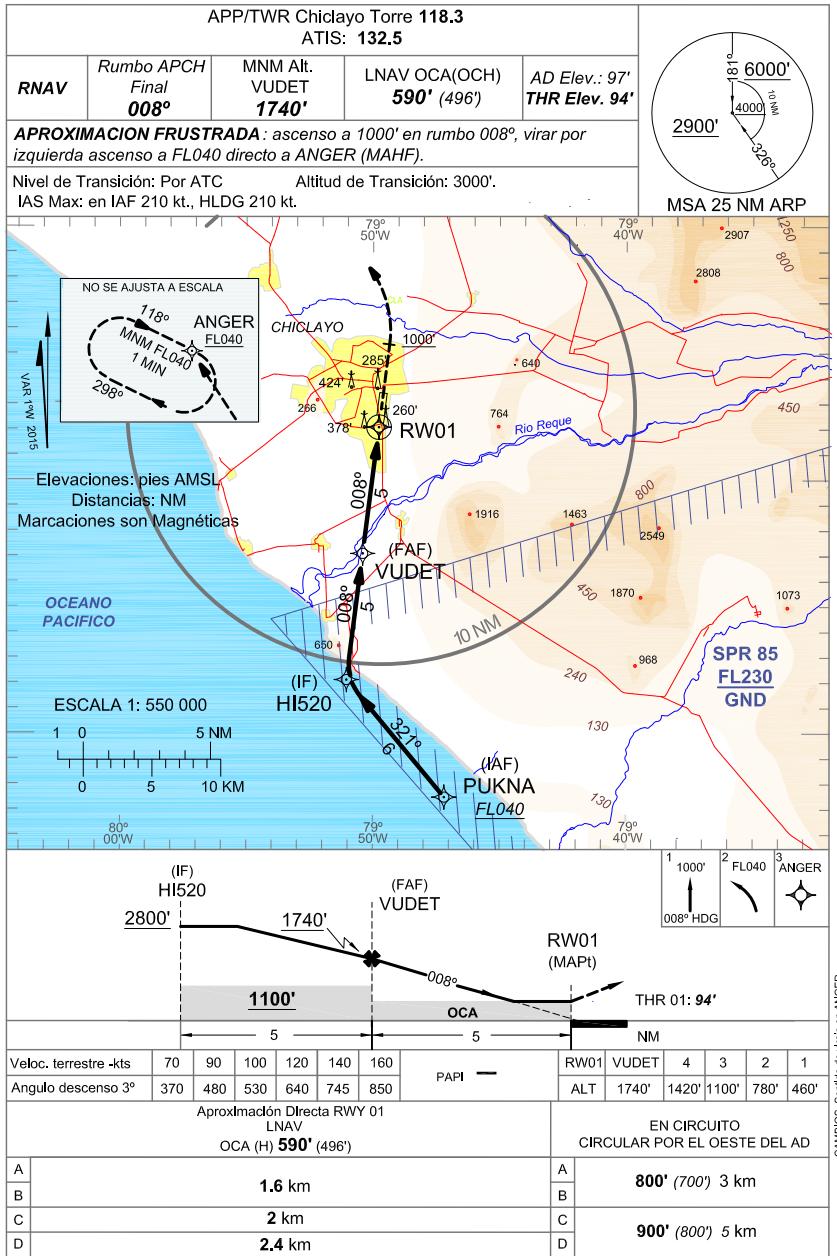 APP/TWR Chiclayo Torre 118.3
ATIS: 132.5
RNAV
Rumbo APCH
Final
008º
MNM Alt.
VUDET
1740'
LNAV OCA(OCH)
590' (496')
AD Elev.: 97'
THR Elev. 94'
APROXIMACION FRUSTRADA: ascenso a 1000' en rumbo 008º, virar por
izquierda ascenso a FL040 directo a ANGER (MAHF).
Nivel de Transición: Por ATC Altitud de Transición: 3000'.
IAS Max: en IAF 210 kt., HLDG 210 kt.
181º
6000'
10 NM
4000'
2900'
326º
MSA 25 NM ARP
79º
50'W
79º
40'W
2907
1250
800
2808
NO SE AJUSTA A ESCALA
118º
ANGER
FL040
MNM FL040
1 MIN
298º
VAR 1ºW 2015
CLA
CHICLAYO
1000'
285'
424'
640
266
260'
378'
RW01
764
450
Rio Reque
Elevaciones: pies AMSL
Distancias: NM
Marcaciones son Magnéticas
008º
5
800
1916
1463
2549
(FAF)
VUDET
OCEANO
PACIFICO
008º
5
450
1870
1073
10 NM
650
968
SPR 85
FL230
GND
(IF)
HI520
240
ESCALA 1: 550 000
1 0 5 NM
0 5 10 KM
321º
6
130
(IAF)
PUKNA
FL040
130
80º
00'W
79º
50'W
79º
40'W
(IF)
HI520
(FAF)
VUDET
1 1000'
008º HDG
2 FL040
3 ANGER
2800'
1740'
RW01
(MAPt)
008º
1100'
OCA
THR 01: 94'
5
5
NM
Veloc. terrestre -kts 70 90 100 120 140 160
Angulo descenso 3º 370 480 530 640 745 850
PAPI
RW01 VUDET 4 3 2 1
ALT 1740' 1420' 1100' 780' 460'
Aproximación Directa RWY 01
LNAV
OCA (H) 590' (496')
EN CIRCUITO
CIRCULAR POR EL OESTE DEL AD
A
B
1.6 km
C
2 km
D
2.4 km
A
B
800' (700') 3 km
C
D
900' (800') 5 km